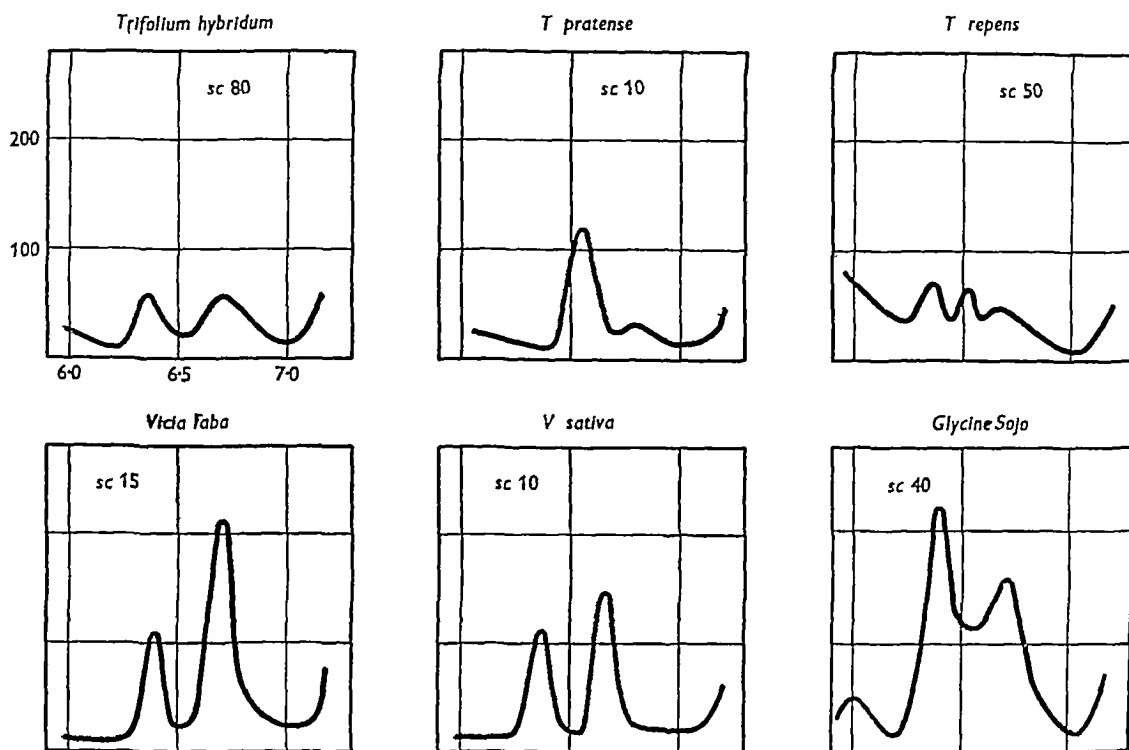 Trifolium hybridum
T pratense
T repens
sc 80
sc 10
sc 50
200
100
6·0 6·5 7·0
Vicia Faba
V sativa
Glycine Sojo
sc 15
sc 10
sc 40